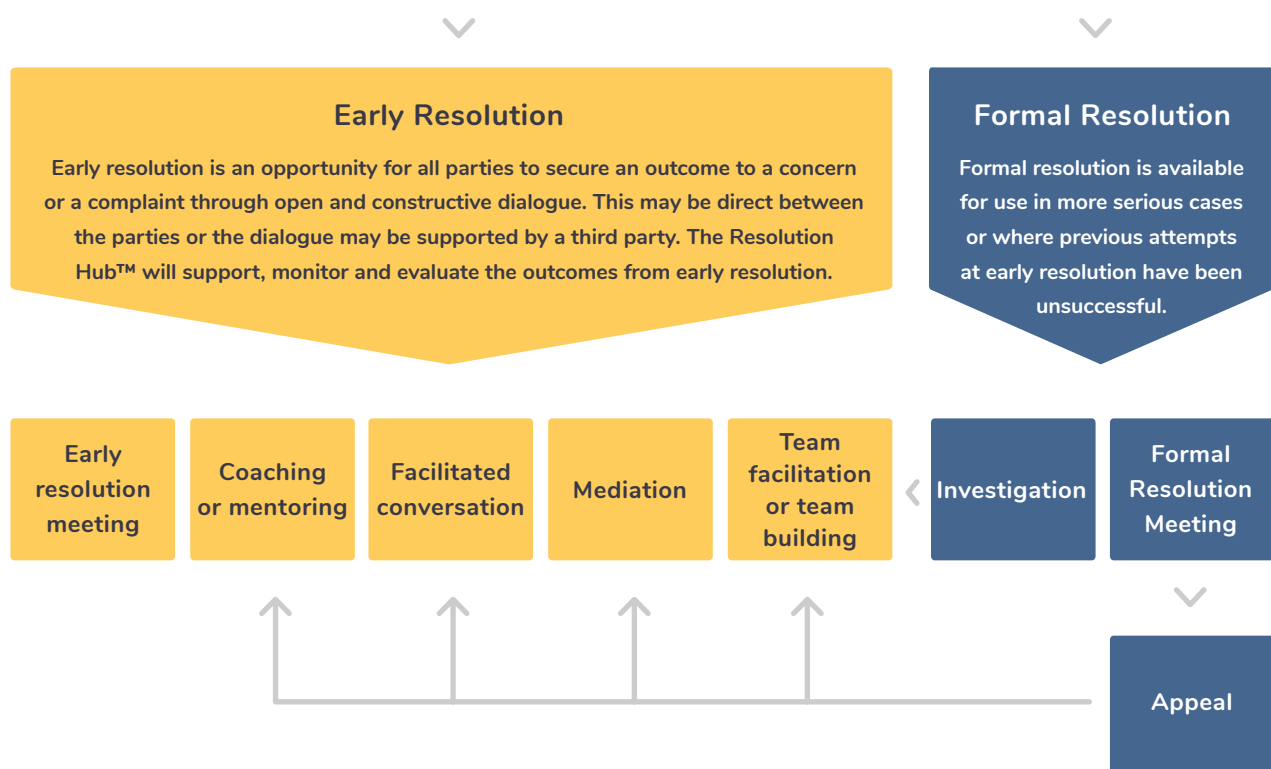 Early Resolution
Early resolution is an opportunity for all parties to secure an outcome to a concern
or a complaint through open and constructive dialogue. This may be direct between
the parties or the dialogue may be supported by a third party. The Resolution
Hub™ will support, monitor and evaluate the outcomes from early resolution.
Formal Resolution
Formal resolution is available
for use in more serious cases
or where previous attempts
at early resolution have been
unsuccessful.
Early
resolution
meeting
Coaching
or mentoring
Facilitated
conversation
Mediation
Team
facilitation
or team
building
Investigation
Formal
Resolution
Meeting
Appeal